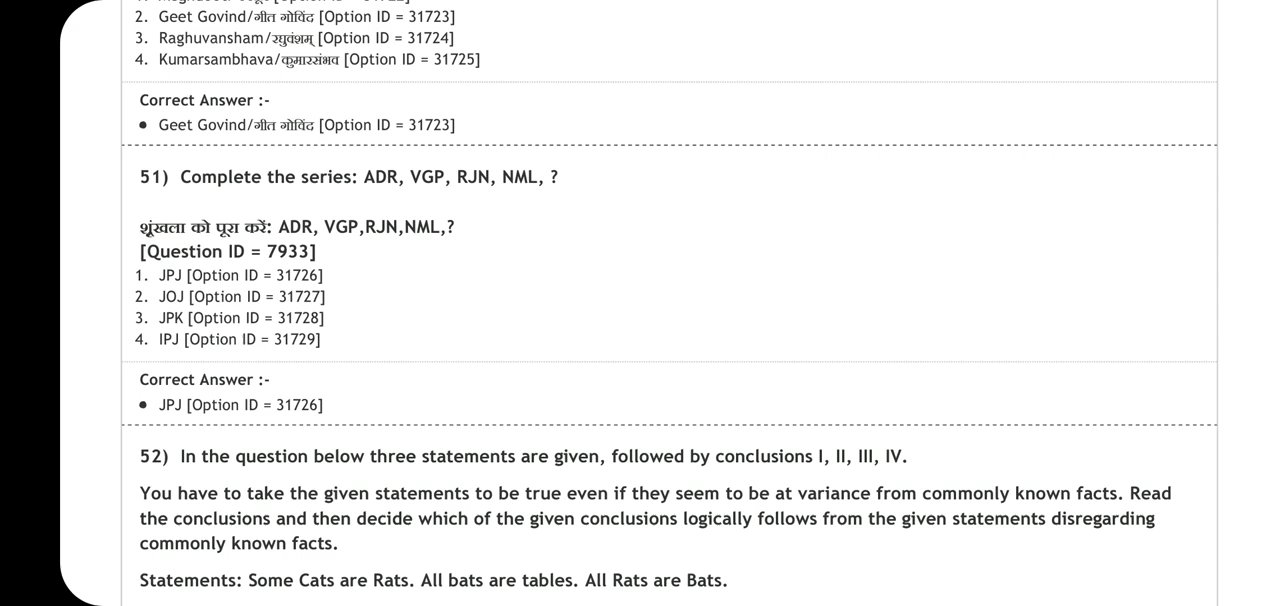 2. Geet Govind/गीत गोविंद [Option ID = 31723]
3. Raghuvansham/रघुवंशम् [Option ID = 31724]
4. Kumarsambhava/कुमारसंभव [Option ID = 31725]
Correct Answer :-
• Geet Govind/गीत गोविंद [Option ID = 31723]
51) Complete the series: ADR, VGP, RJN, NML, ?
शृंखला को पूरा करें: ADR, VGP,RJN,NML,?
[Question ID = 7933]
1. JPJ [Option ID = 31726]
2. JOJ [Option ID = 31727]
3. JPK [Option ID = 31728]
4. IPJ [Option ID = 31729]
Correct Answer :-
• JPJ [Option ID = 31726]
52) In the question below three statements are given, followed by conclusions I, II, III, IV.
You have to take the given statements to be true even if they seem to be at variance from commonly known facts. Read
the conclusions and then decide which of the given conclusions logically follows from the given statements disregarding
commonly known facts.
Statements: Some Cats are Rats. All bats are tables. All Rats are Bats.